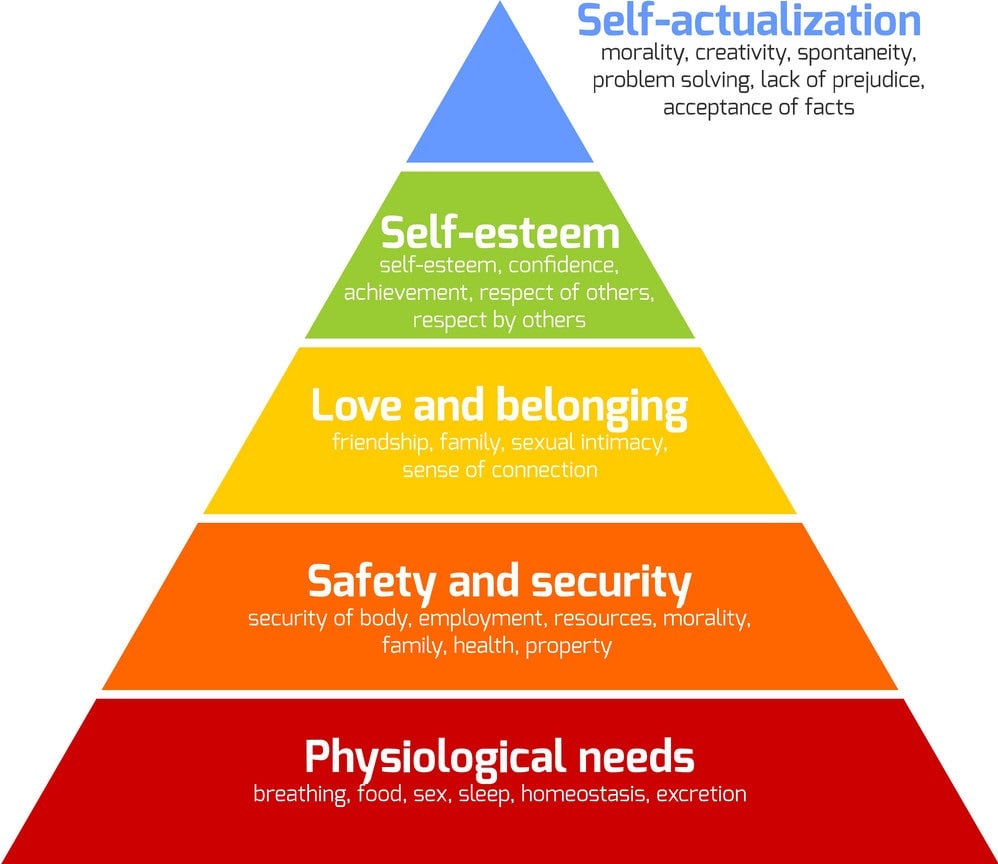 Self-actualization
morality, creativity, spontaneity,
problem solving, lack of prejudice,
acceptance of facts
Self-esteem
self-esteem, confidence,
achievement, respect of others,
respect by others
Love and belonging
friendship, family, sexual intimacy,
sense of connection
Safety and security
security of body, employment, resources, morality,
family, health, property
Physiological needs
breathing, food, sex, sleep, homeostasis, excretion